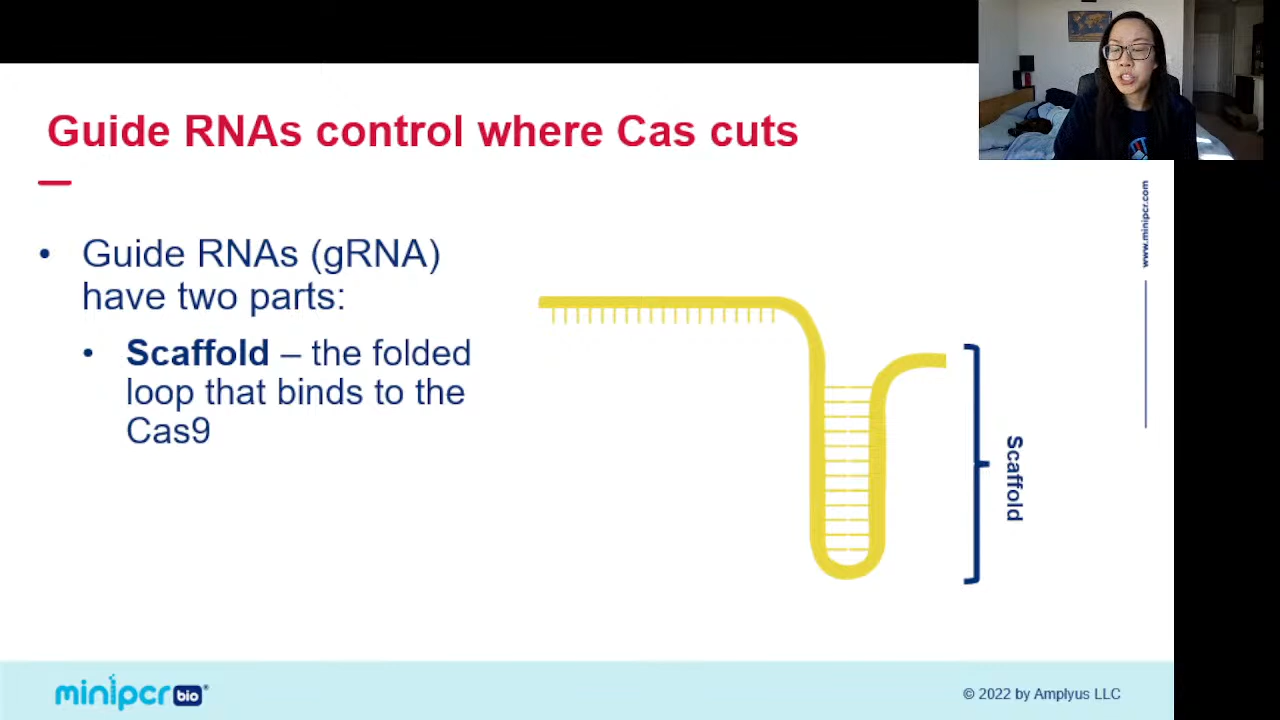 Guide RNAs control where Cas cuts
• Guide RNAs (gRNA)
have two parts:
• Scaffold – the folded
loop that binds to the
Cas9
Scaffold
www.minipcr.com
minipcr bio®
© 2022 by Amplyus LLC